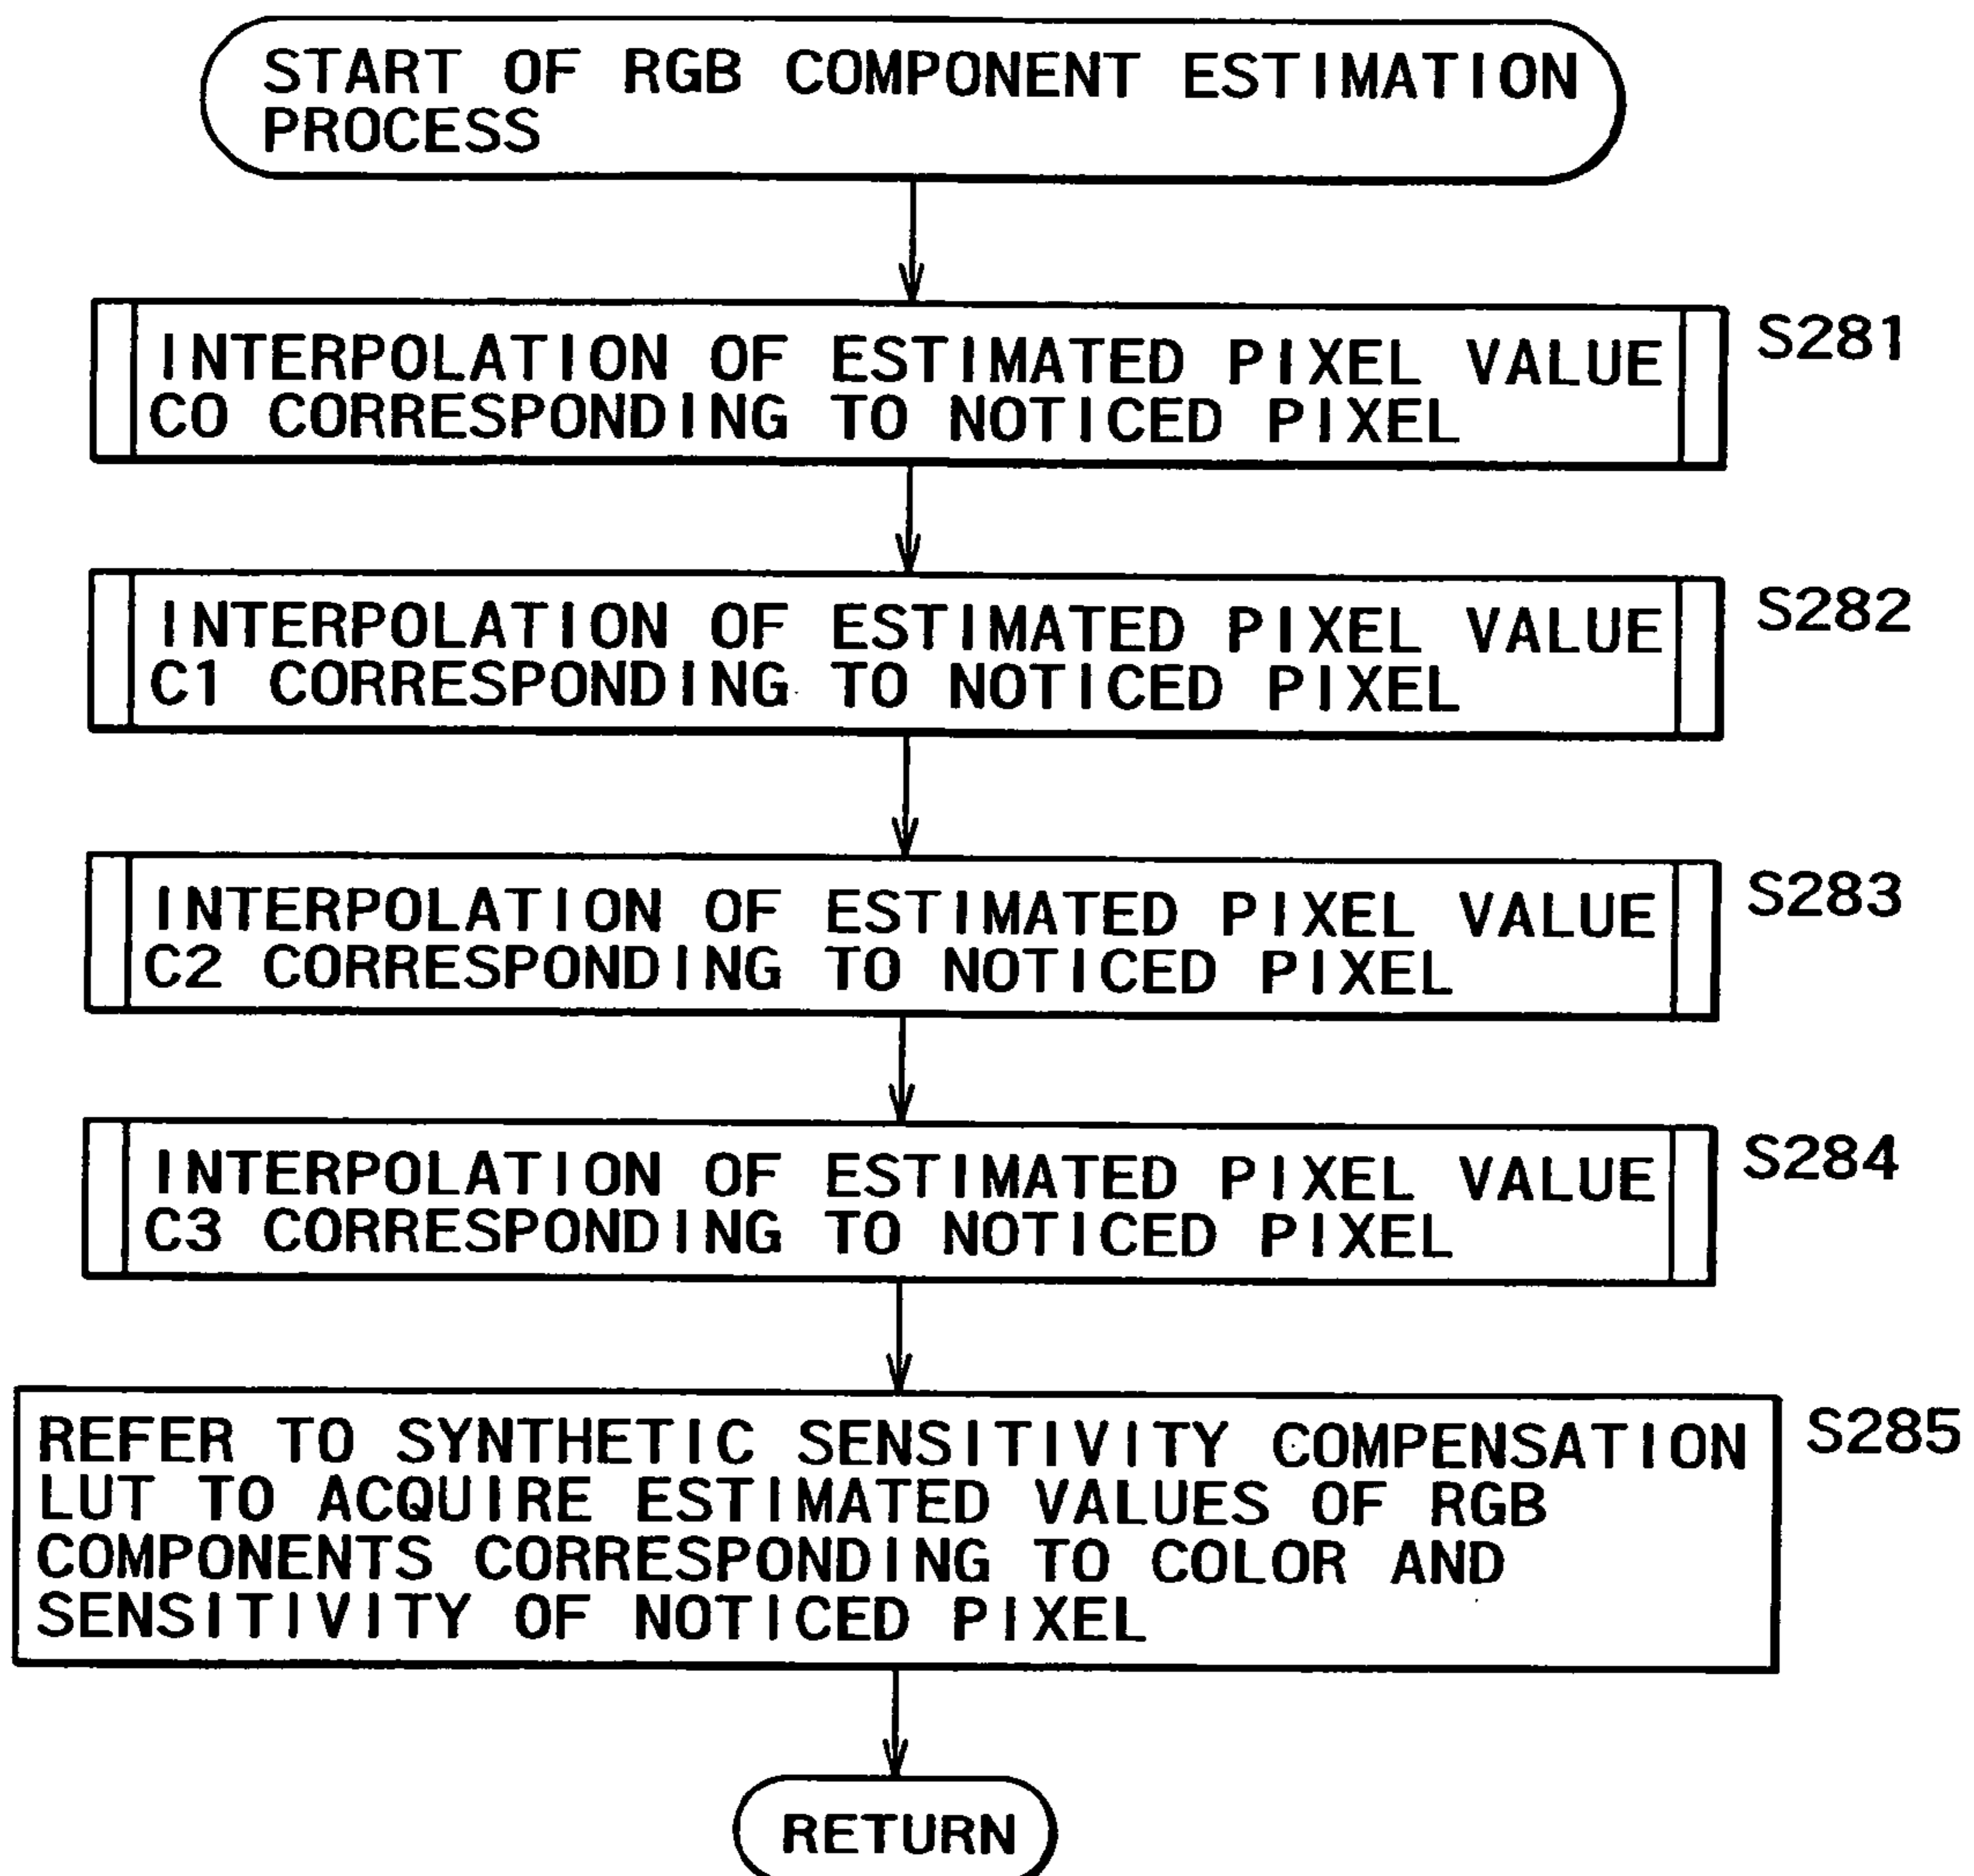 START OF RGB COMPONENT ESTIMATION
PROCESS
INTERPOLATION OF ESTIMATED PIXEL VALUE
C0 CORRESPONDING TO NOTICED PIXEL
S281
INTERPOLATION OF ESTIMATED PIXEL VALUE
C1 CORRESPONDING TO NOTICED PIXEL
S282
INTERPOLATION OF ESTIMATED PIXEL VALUE
C2 CORRESPONDING TO NOTICED PIXEL
S283
INTERPOLATION OF ESTIMATED PIXEL VALUE
C3 CORRESPONDING TO NOTICED PIXEL
S284
REFER TO SYNTHETIC SENSITIVITY COMPENSATION
LUT TO ACQUIRE ESTIMATED VALUES OF RGB
COMPONENTS CORRESPONDING TO COLOR AND
SENSITIVITY OF NOTICED PIXEL
S285
RETURN